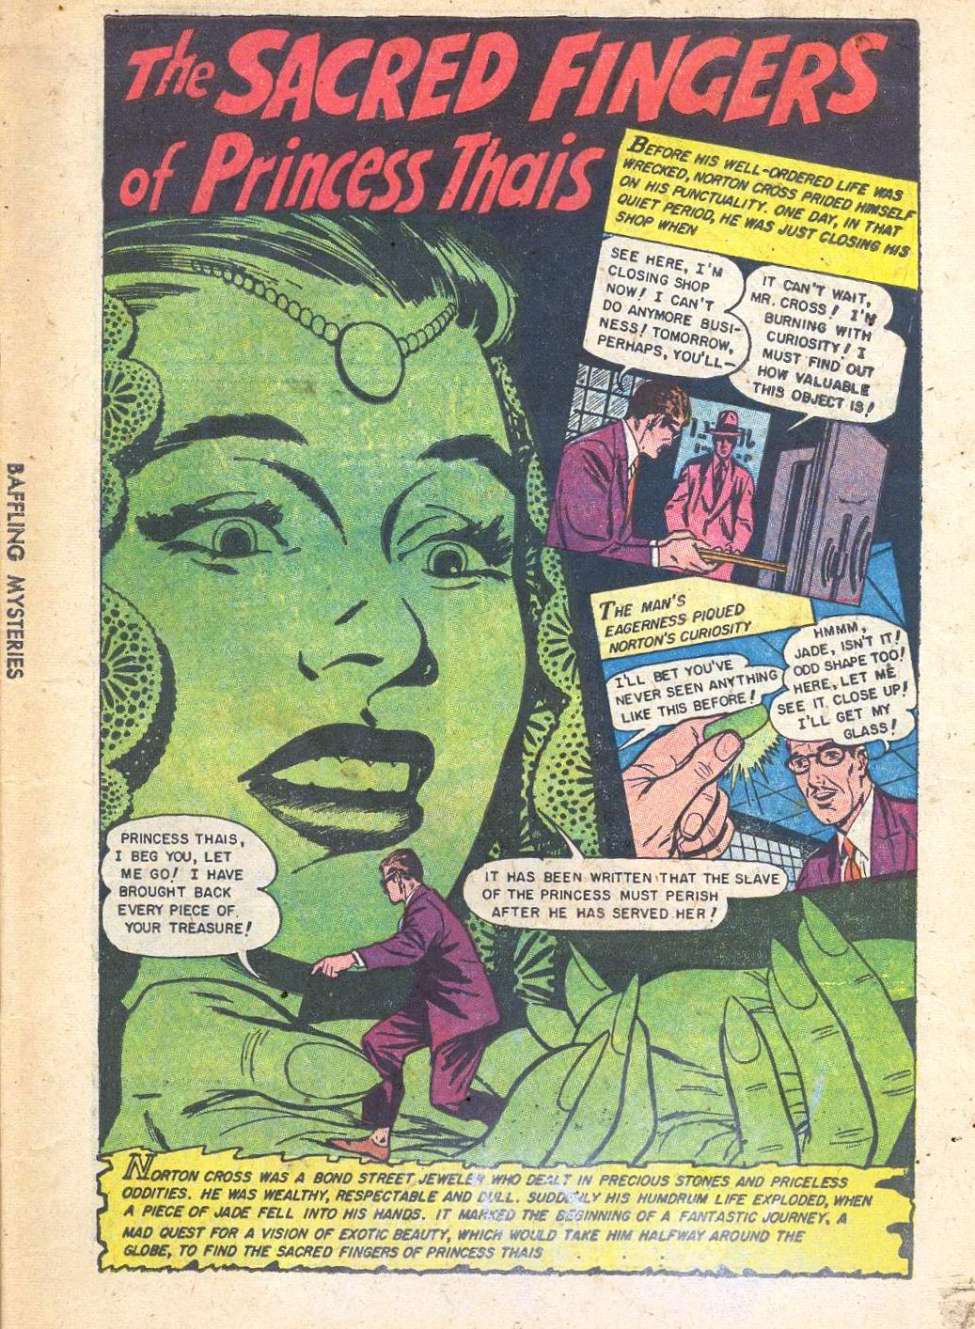 The SACRED FINGERS
of Princess Thais
BEFORE HIS WELL-ORDERED LIFE WAS
WRECKED, NORTON CROSS PRIDED HIMSELF
ON HIS PUNCTUALITY. ONE DAY, IN THAT
QUIET PERIOD, HE WAS JUST CLOSING HIS
SHOP WHEN
SEE HERE, I'M
CLOSING SHOP
NOW! I CAN'T
DO ANYMORE BUSI-
NESS! TOMORROW,
PERHAPS, YOU'LL-
IT CAN'T WAIT,
MR. CROSS! I'M
BURNING WITH
CURIOSITY! I
MUST FIND OUT
HOW VALUABLE
THIS OBJECT IS!
THE MAN'S
EAGERNESS PIQUED
NORTON'S CURIOSITY
I'LL BET YOU'VE
NEVER SEEN ANYTHING
LIKE THIS BEFORE!
HMMM,
JADE, ISN'T IT!
ODD SHAPE TOO!
HERE, LET ME
SEE IT CLOSE UP!
I'LL GET MY
GLASS!
PRINCESS THAIS,
I BEG YOU, LET
ME GO! I HAVE
BROUGHT BACK
EVERY PIECE OF
YOUR TREASURE!
IT HAS BEEN WRITTEN THAT THE SLAVE
OF THE PRINCESS MUST PERISH
AFTER HE HAS SERVED HER!
NORTON CROSS WAS A BOND STREET JEWELER WHO DEALT IN PRECIOUS STONES AND PRICELESS
ODDITIES. HE WAS WEALTHY, RESPECTABLE AND DULL. SUDDENLY HIS HUMDRUM LIFE EXPLODED, WHEN
A PIECE OF JADE FELL INTO HIS HANDS. IT MARKED THE BEGINNING OF A FANTASTIC JOURNEY, A
MAD QUEST FOR A VISION OF EXOTIC BEAUTY, WHICH WOULD TAKE HIM HALFWAY AROUND THE
GLOBE, TO FIND THE SACRED FINGERS OF PRINCESS THAIS
BAFFLING MYSTERIES